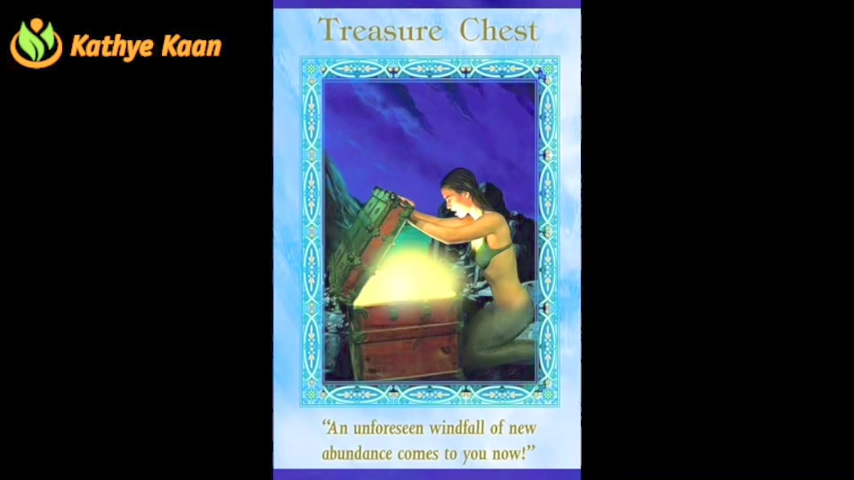 Kathye Kaan
Treasure Chest
“An unforeseen windfall of new
abundance comes to you now!”